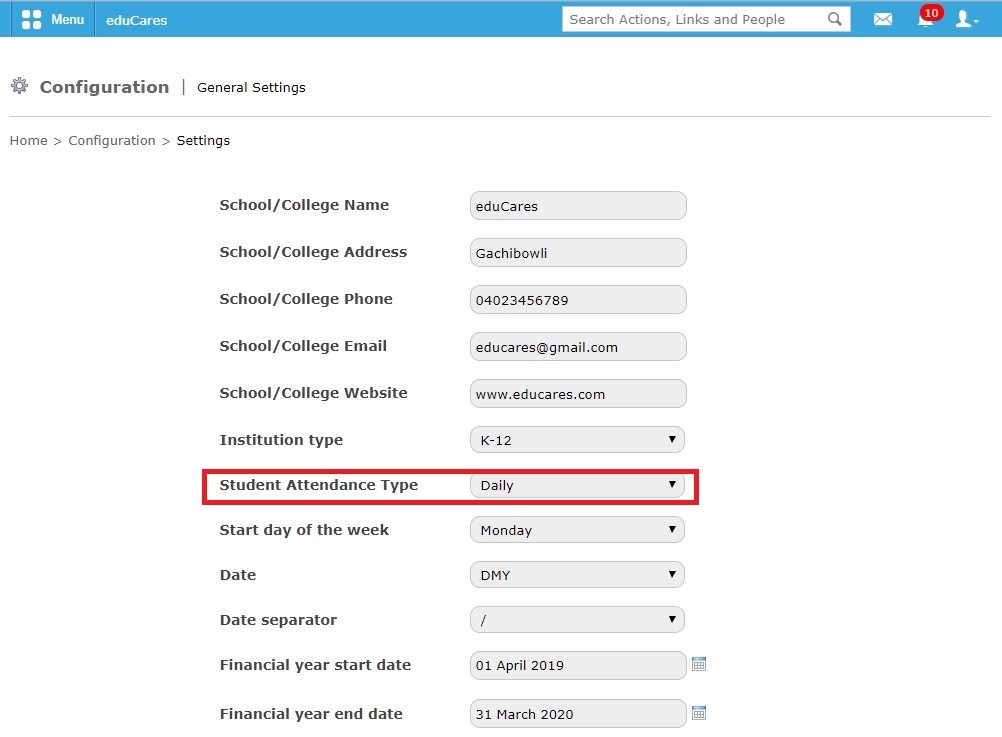 Menu eduCares Search Actions, Links and People 10
Configuration | General Settings
Home > Configuration > Settings
School/College Name eduCares
School/College Address Gachibowli
School/College Phone 04023456789
School/College Email educares@gmail.com
School/College Website www.educares.com
Institution type K-12
Student Attendance Type Daily
Start day of the week Monday
Date DMY
Date separator /
Financial year start date 01 April 2019
Financial year end date 31 March 2020